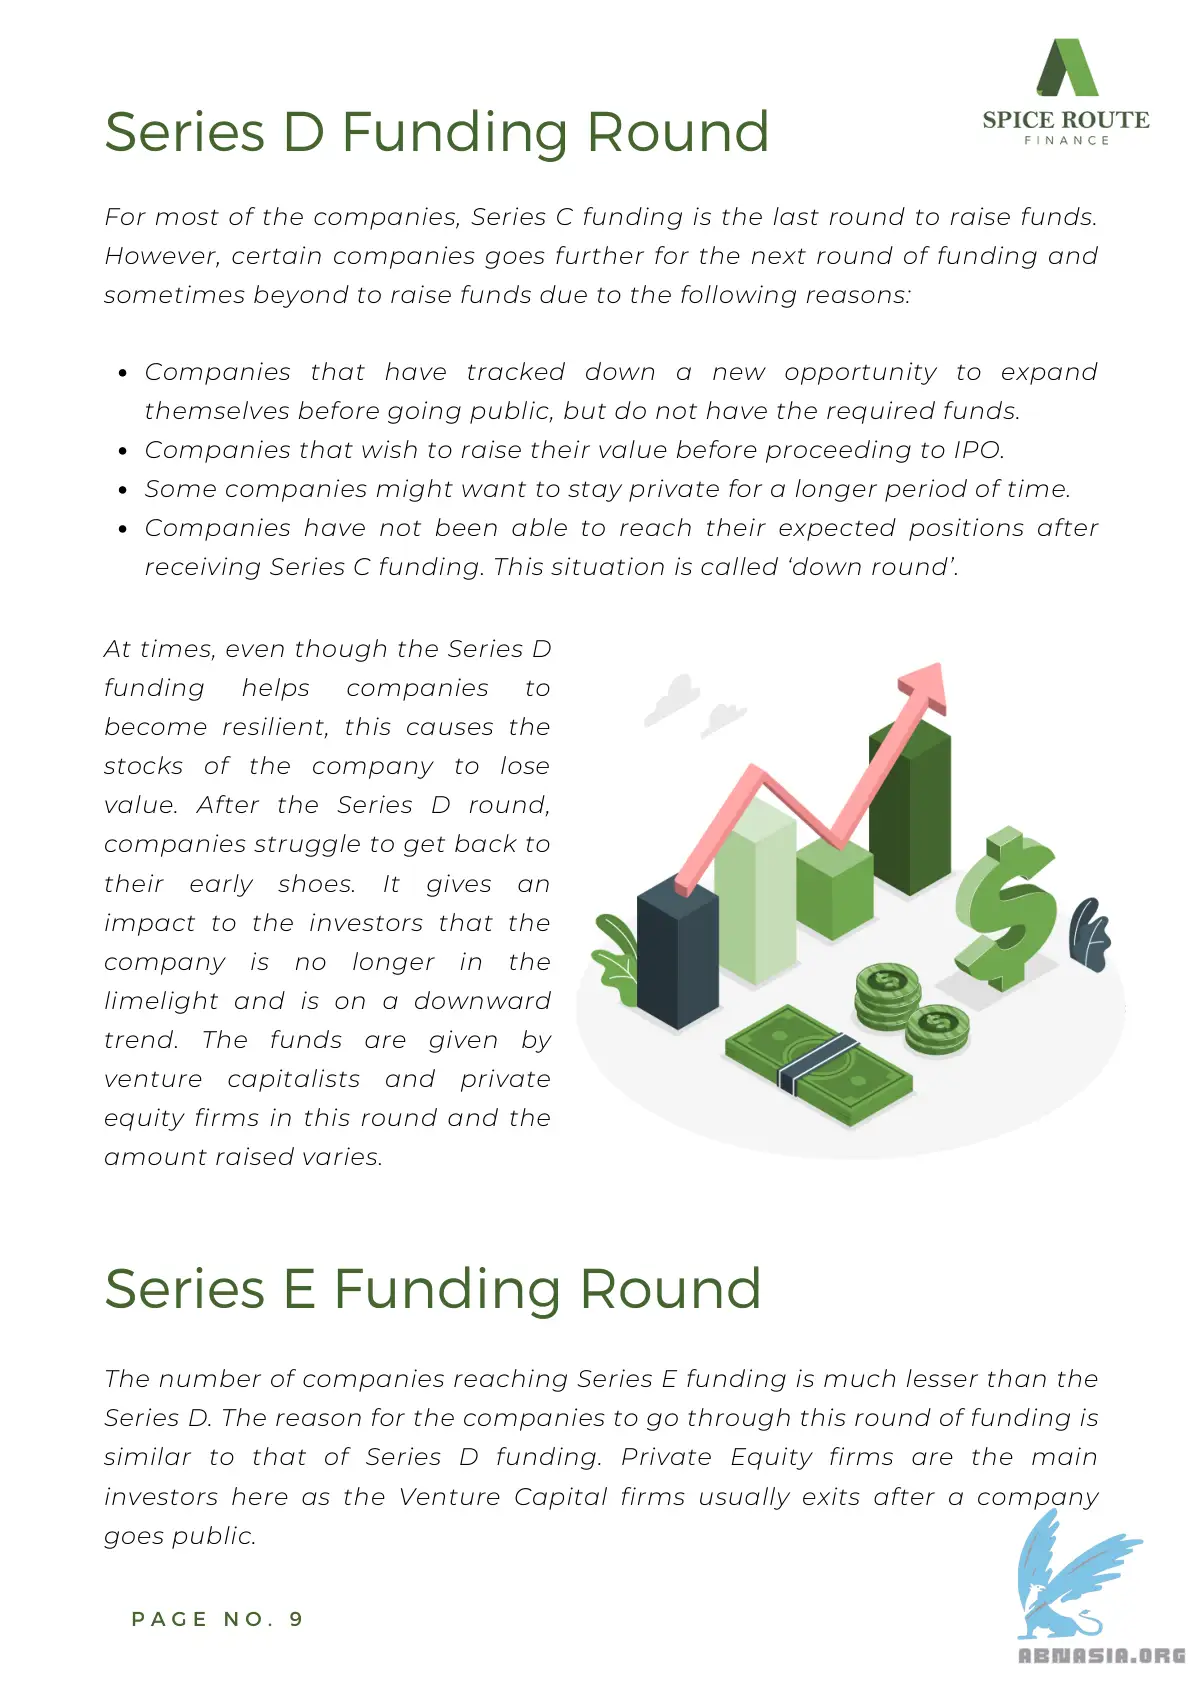 SPICE ROUTE
FINANCE
Series D Funding Round
For most of the companies, Series C funding is the last round to raise funds.
However, certain companies goes further for the next round of funding and
sometimes beyond to raise funds due to the following reasons:
• Companies that have tracked down a new opportunity to expand
themselves before going public, but do not have the required funds.
• Companies that wish to raise their value before proceeding to IPO.
• Some companies might want to stay private for a longer period of time.
• Companies have not been able to reach their expected positions after
receiving Series C funding. This situation is called ‘down round’.
At times, even though the Series D
funding helps companies to
become resilient, this causes the
stocks of the company to lose
value. After the Series D round,
companies struggle to get back to
their early shoes. It gives an
impact to the investors that the
company is no longer in the
limelight and is on a downward
trend. The funds are given by
venture capitalists and private
equity firms in this round and the
amount raised varies.
Series E Funding Round
The number of companies reaching Series E funding is much lesser than the
Series D. The reason for the companies to go through this round of funding is
similar to that of Series D funding. Private Equity firms are the main
investors here as the Venture Capital firms usually exits after a company
goes public.
PAGE NO. 9
ABNASIA.ORG